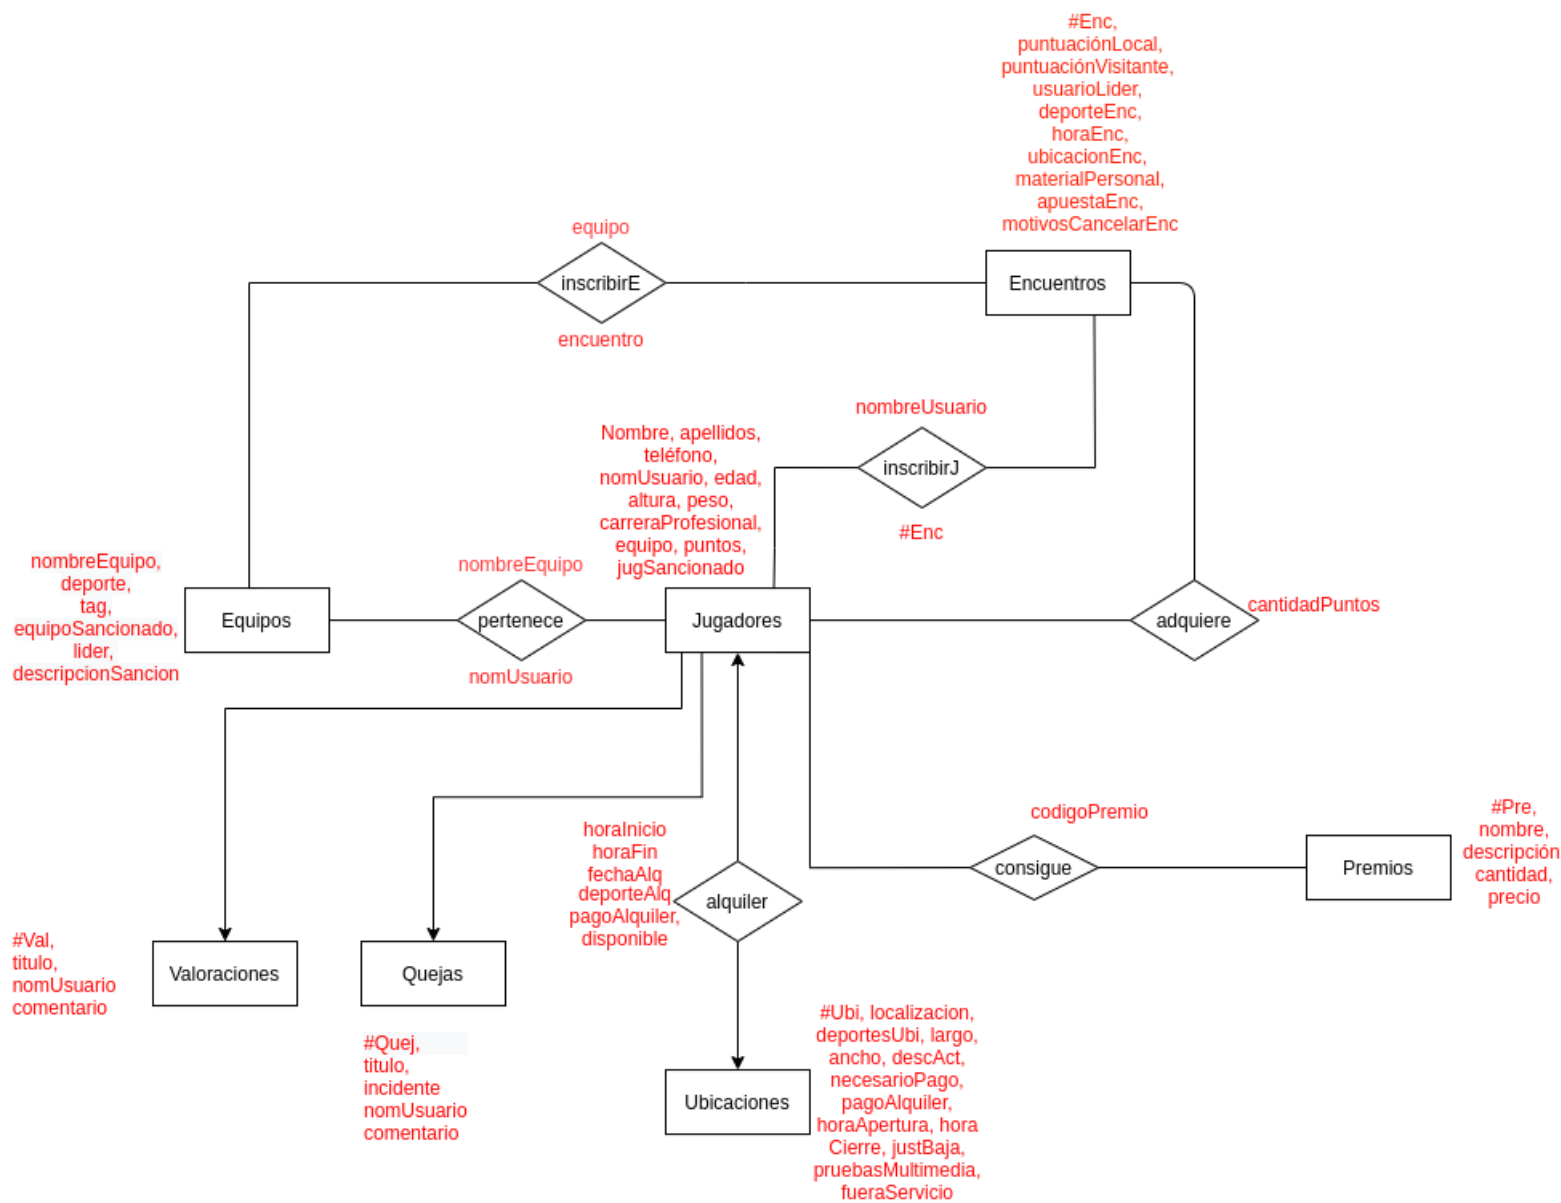 #Enc,
puntuaciónLocal,
puntuaciónVisitante,
usuarioLider,
deporteEnc,
horaEnc,
ubicacionEnc,
materialPersonal,
apuestaEnc,
motivosCancelarEnc
equipo
inscribirE
encuentro
Encuentros
nombreUsuario
inscribirJ
#Enc
Nombre, apellidos,
teléfono,
nomUsuario, edad,
altura, peso,
carreraProfesional,
equipo, puntos,
jugSancionado
nombreEquipo,
deporte,
tag,
equipoSancionado,
lider,
descripcionSancion
Equipos
nombreEquipo
pertenece
nomUsuario
Jugadores
adquiere
cantidadPuntos
horaInicio
horaFin
fechaAlq
deporteAlq
pagoAlquiler,
disponible
alquiler
codigoPremio
consigue
Premios
#Pre,
nombre,
descripción
cantidad,
precio
#Val,
titulo,
nomUsuario
comentario
Valoraciones
Quejas
#Quej,
titulo,
incidente
nomUsuario
comentario
Ubicaciones
#Ubi, localizacion,
deportesUbi, largo,
ancho, descAct,
necesarioPago,
pagoAlquiler,
horaApertura, hora
Cierre, justBaja,
pruebasMultimedia,
fueraServicio